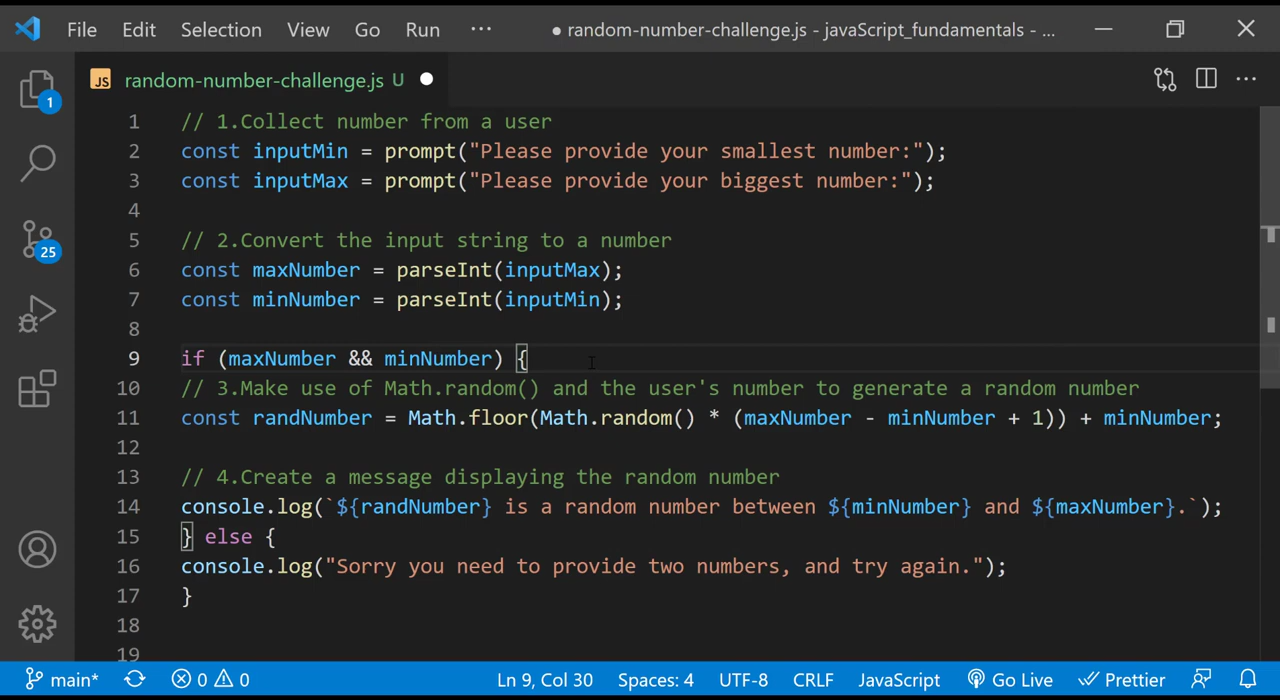 File Edit Selection View Go Run ··· ● random-number-challenge.js - javaScript_fundamentals - ...
JS random-number-challenge.js U ●
1 // 1.Collect number from a user
2 const inputMin = prompt("Please provide your smallest number:");
3 const inputMax = prompt("Please provide your biggest number:");
4
5 // 2.Convert the input string to a number
6 const maxNumber = parseInt(inputMax);
7 const minNumber = parseInt(inputMin);
8
9 if (maxNumber && minNumber) {
10 // 3.Make use of Math.random() and the user's number to generate a random number
11 const randNumber = Math.floor(Math.random() * (maxNumber - minNumber + 1)) + minNumber;
12
13 // 4.Create a message displaying the random number
14 console.log(`${randNumber} is a random number between ${minNumber} and ${maxNumber}.`);
15 } else {
16 console.log("Sorry you need to provide two numbers, and try again.");
17 }
18
19
1
25
main* 0 0 Ln 9, Col 30 Spaces: 4 UTF-8 CRLF JavaScript Go Live Prettier